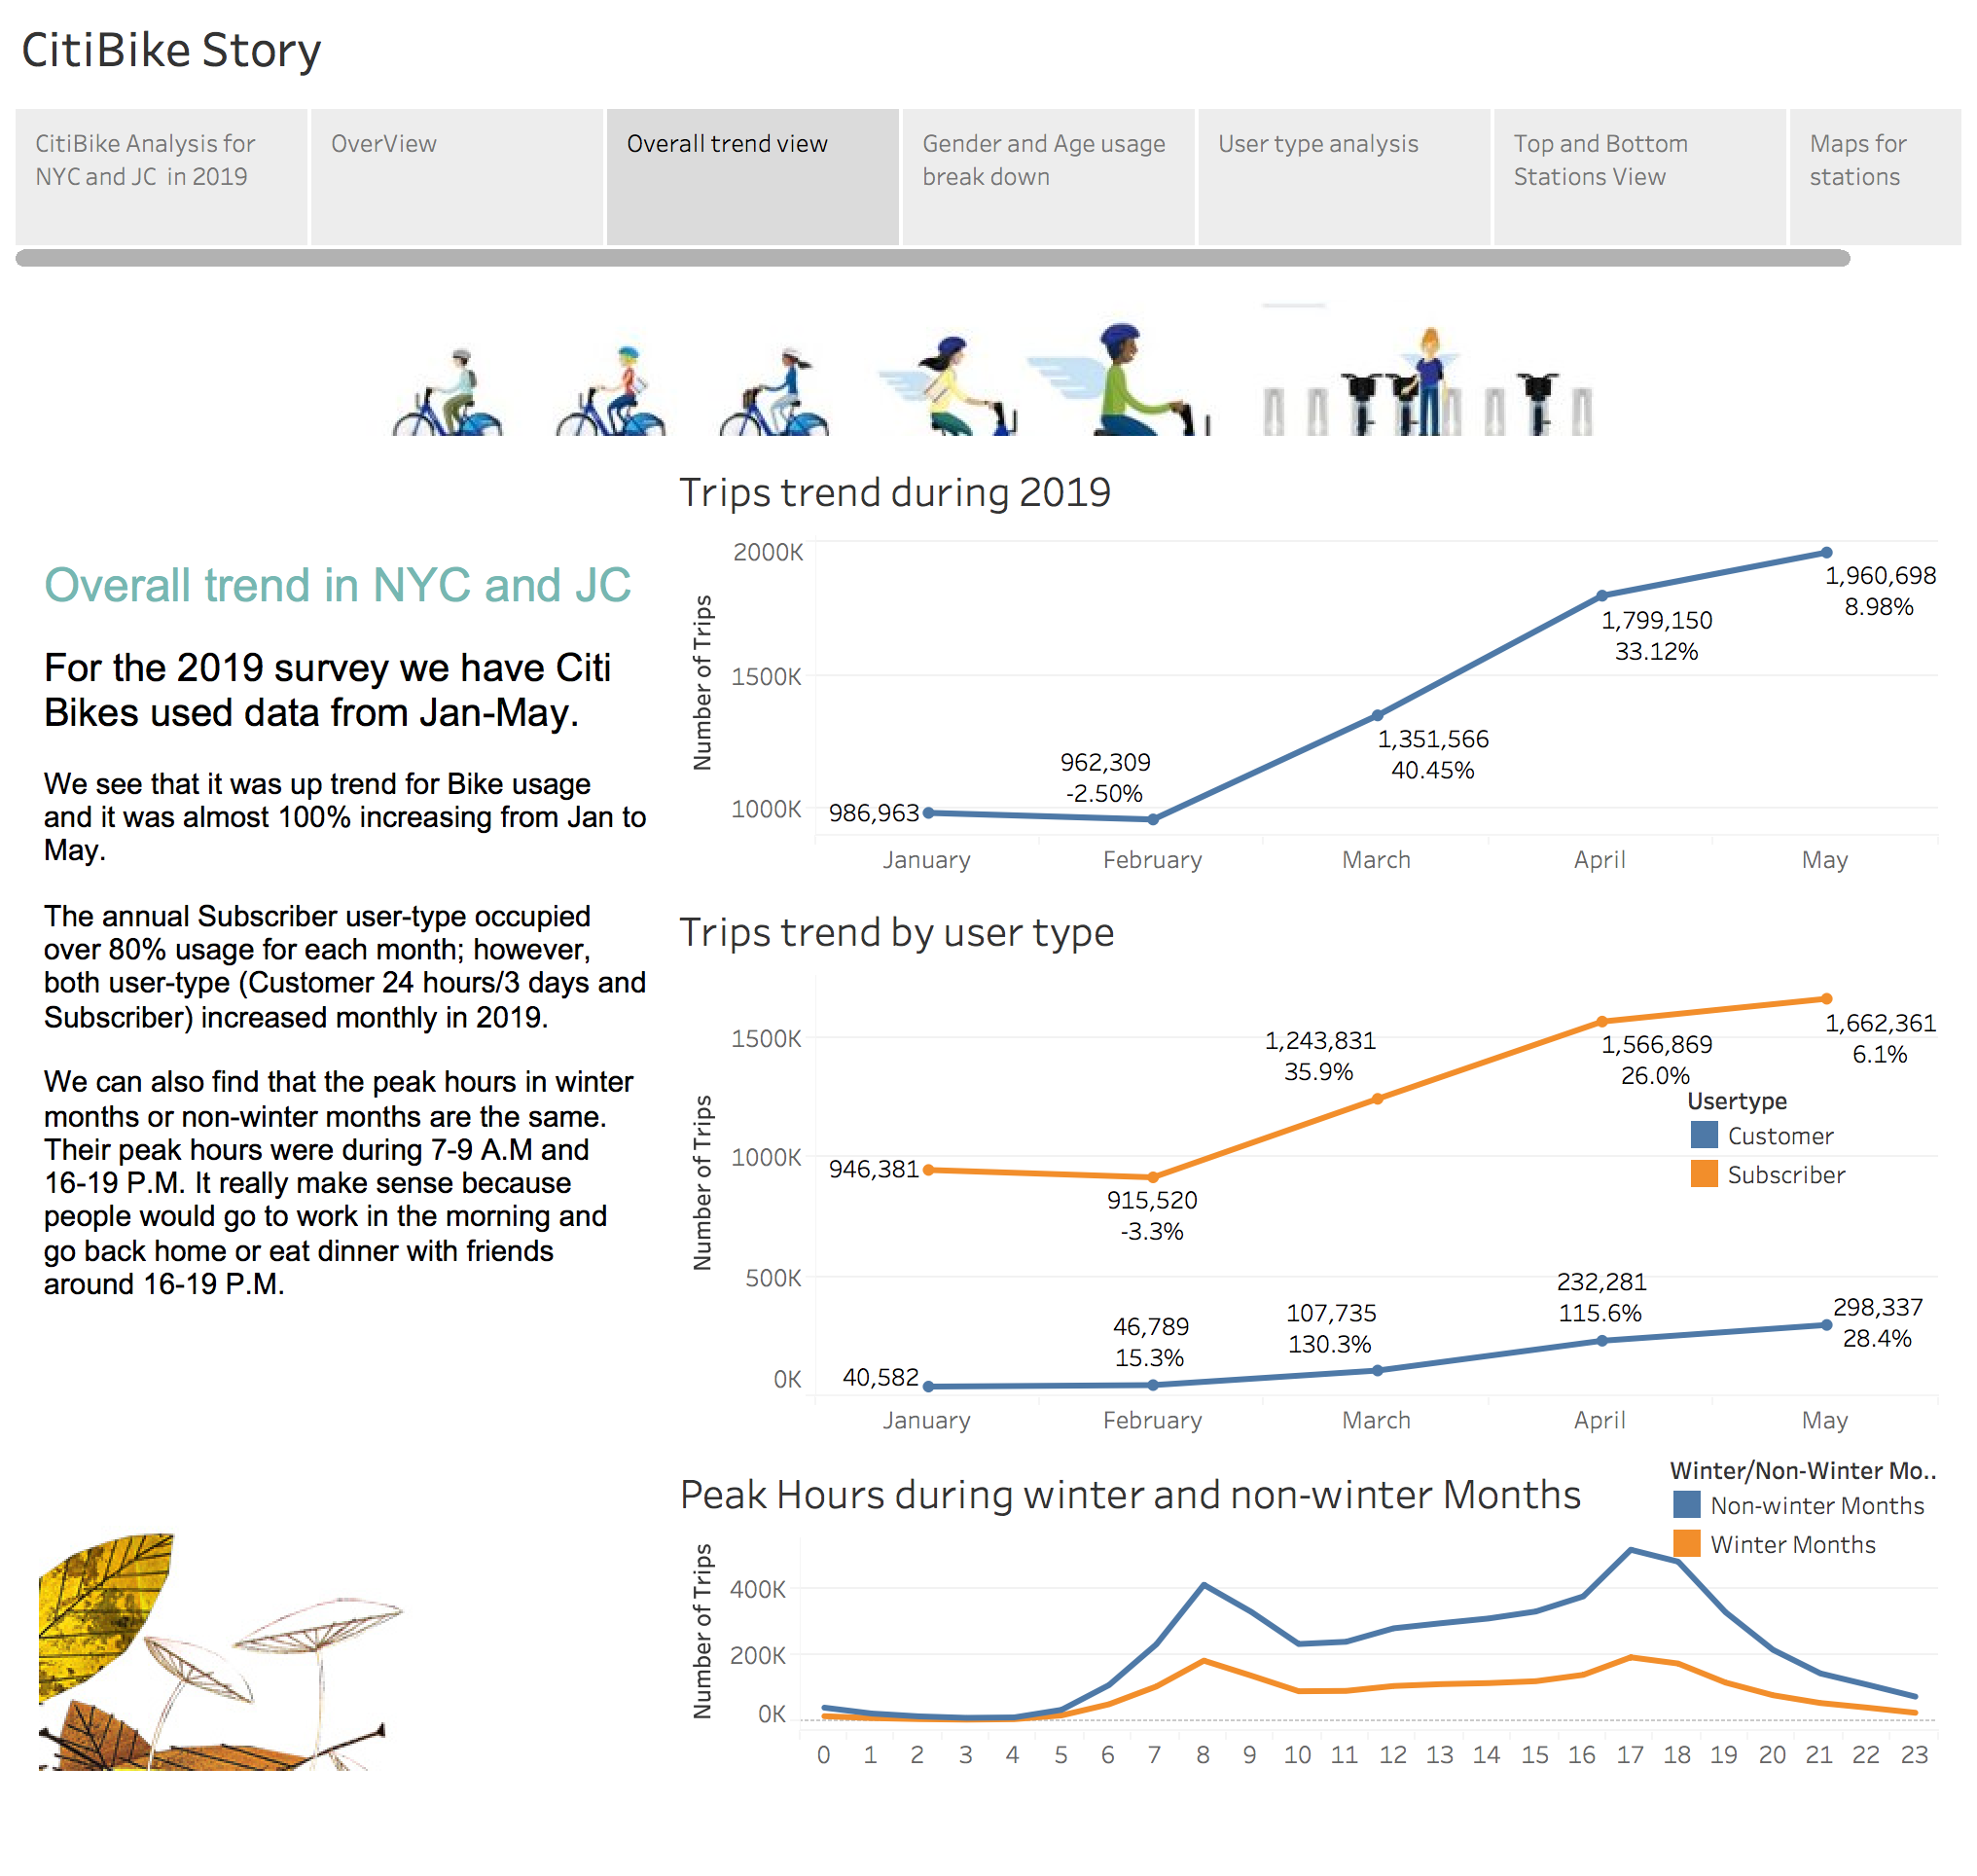 CitiBike Story
CitiBike Analysis for
NYC and JC  in 2019
OverView
Overall trend view
Gender and Age usage
break down
User type analysis
Top and Bottom
Stations View
Maps for
stations
Overall trend in NYC and JC
For the 2019 survey we have Citi
Bikes used data from Jan-May.
We see that it was up trend for Bike usage
and it was almost 100% increasing from Jan to
May.
The annual Subscriber user-type occupied
over 80% usage for each month; however,
both user-type (Customer 24 hours/3 days and
Subscriber) increased monthly in 2019.
We can also find that the peak hours in winter
months or non-winter months are the same.
Their peak hours were during 7-9 A.M and
16-19 P.M. It really make sense because
people would go to work in the morning and
go back home or eat dinner with friends
around 16-19 P.M.
Trips trend during 2019
Number of Trips
2000K
1500K
1000K
986,963
962,309
-2.50%
1,351,566
40.45%
1,799,150
33.12%
1,960,698
8.98%
January February March April May
Trips trend by user type
Number of Trips
1500K
1000K
500K
0K
946,381
915,520
-3.3%
1,243,831
35.9%
1,566,869
26.0%
1,662,361
6.1%
Usertype
Customer
Subscriber
40,582
46,789
15.3%
107,735
130.3%
232,281
115.6%
298,337
28.4%
January February March April May
Peak Hours during winter and non-winter Months
Winter/Non-Winter Mo..
Non-winter Months
Winter Months
Number of Trips
400K
200K
0K
0 1 2 3 4 5 6 7 8 9 10 11 12 13 14 15 16 17 18 19 20 21 22 23